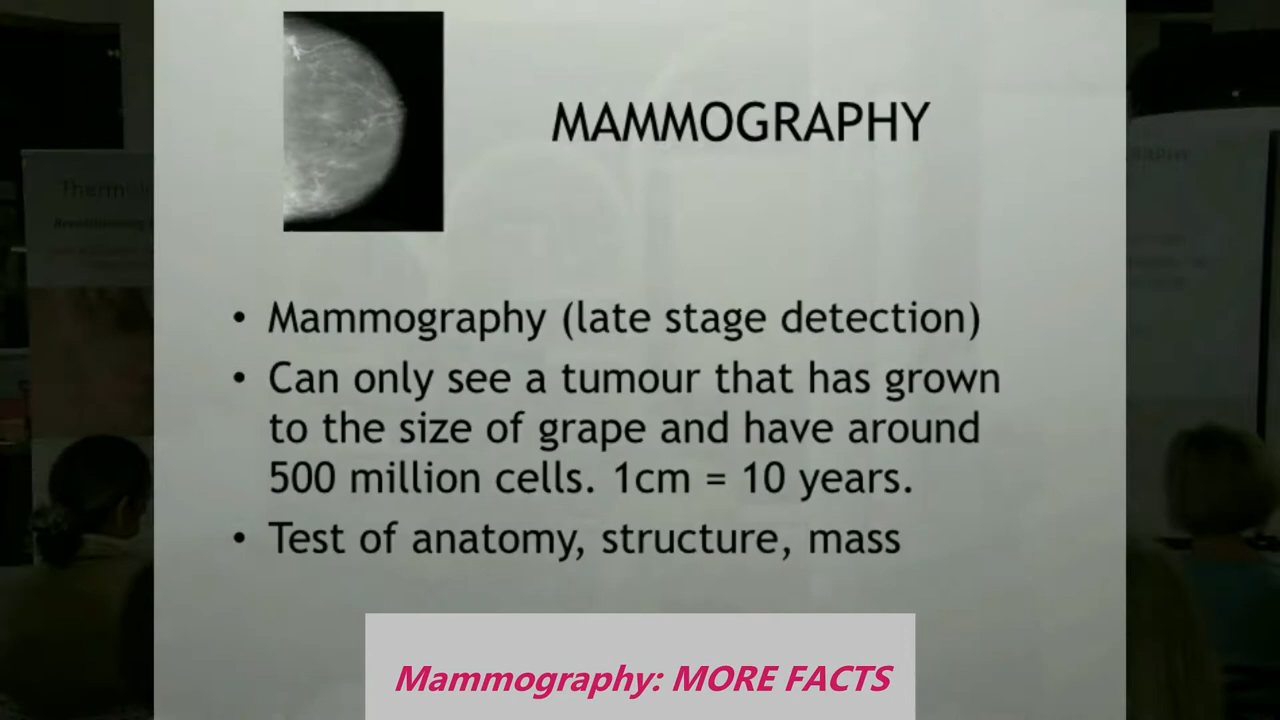 MAMMOGRAPHY
• Mammography (late stage detection)
• Can only see a tumour that has grown
to the size of grape and have around
500 million cells. 1cm = 10 years.
• Test of anatomy, structure, mass
Mammography: MORE FACTS